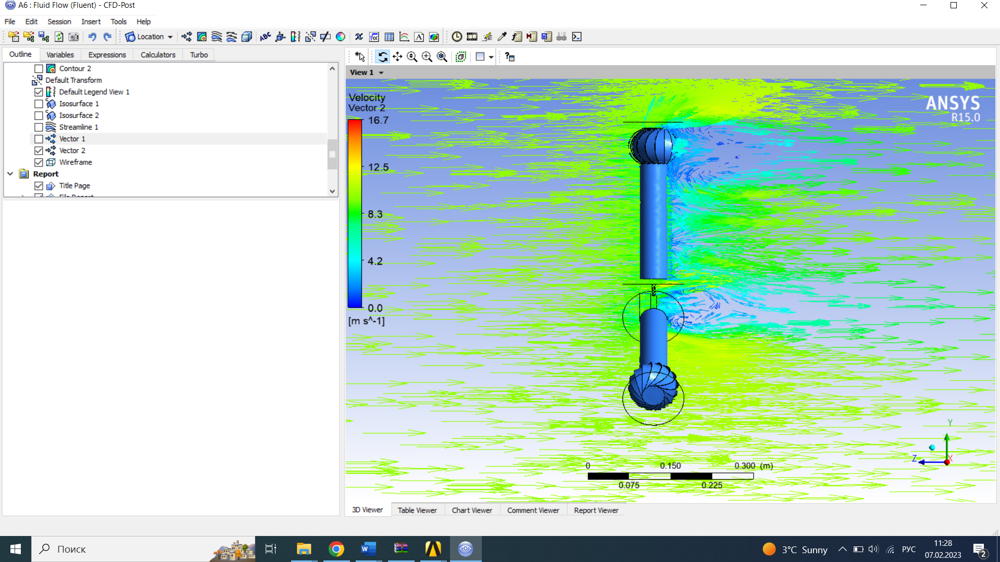 A6 : Fluid Flow (Fluent) - CFD-Post
File Edit Session Insert Tools Help
Location
Outline Variables Expressions Calculators Turbo
Contour 2
Default Transform
Default Legend View 1
Isosurface 1
Isosurface 2
Streamline 1
Vector 1
Vector 2
Wireframe
Report
Title Page
File Report
View 1
Velocity
Vector 2
16.7
12.5
8.3
4.2
0.0
[m s^-1]
ANSYS
R15.0
Y
Z
X
0 0.150 0.300 (m)
0.075 0.225
3D Viewer Table Viewer Chart Viewer Comment Viewer Report Viewer
Поиск
3°C Sunny
РУС
11:28
07.02.2023
2